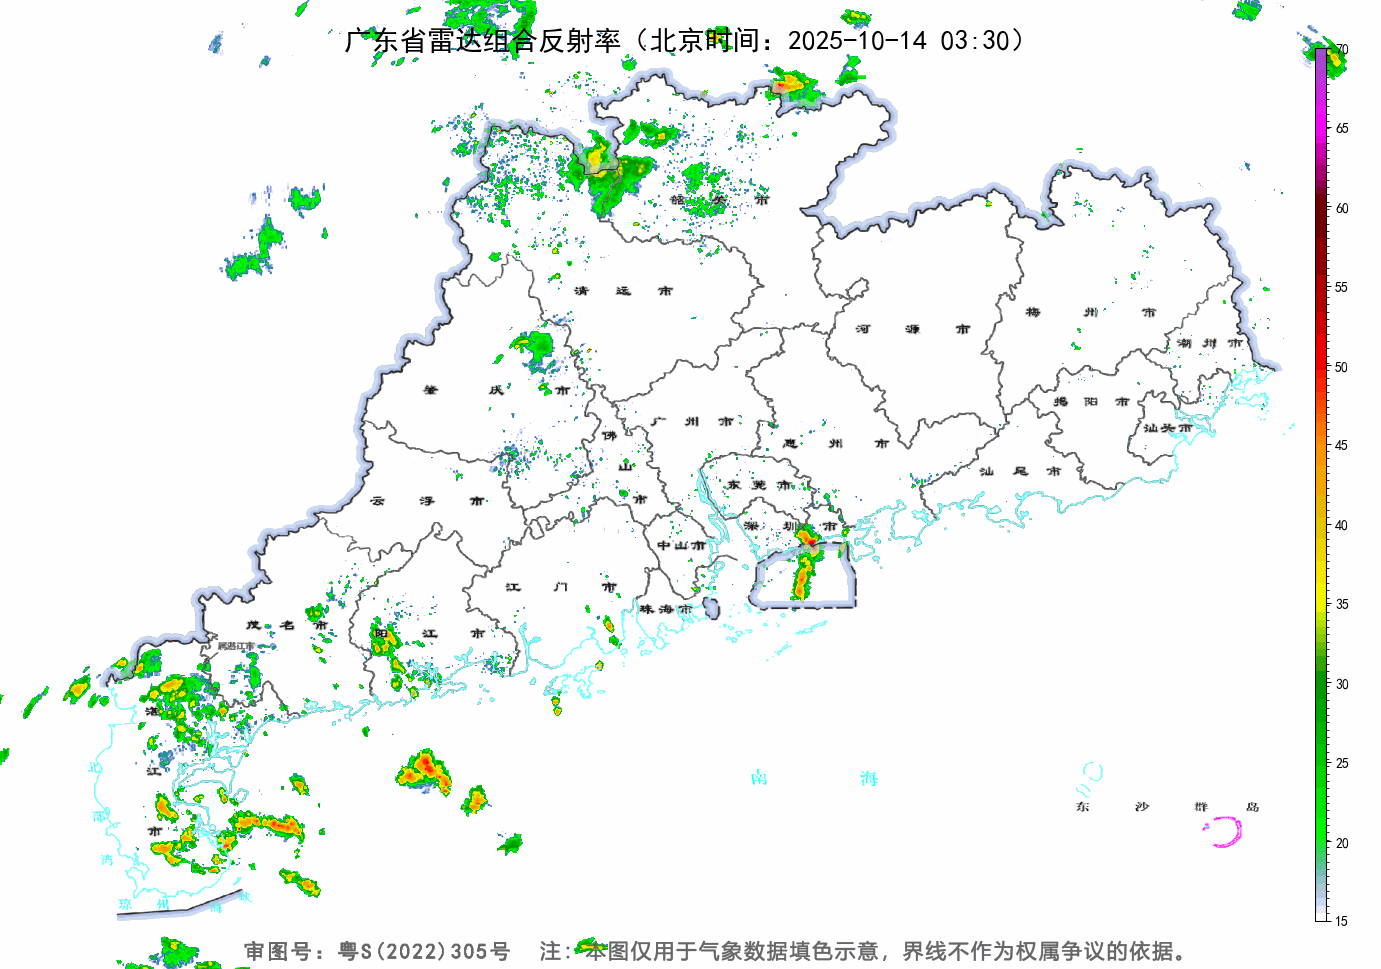 广东省雷达组合反射率（北京时间：2025-10-14 03:30）
70
65
60
55
50
45
40
35
30
25
20
15
韶关市
清远市
河源市
梅州市
潮州市
肇庆市
广州市
惠州市
揭阳市
汕头市
佛山市
汕尾市
东莞市
云浮市
深圳市
中山市
江门市
珠海市
茂名市
阳江市
属湛江市
湛江市
北部湾
南海
东沙群岛
琼州海峡
审图号：粤S(2022)305号 注：本图仅用于气象数据填色示意，界线不作为权属争议的依据。